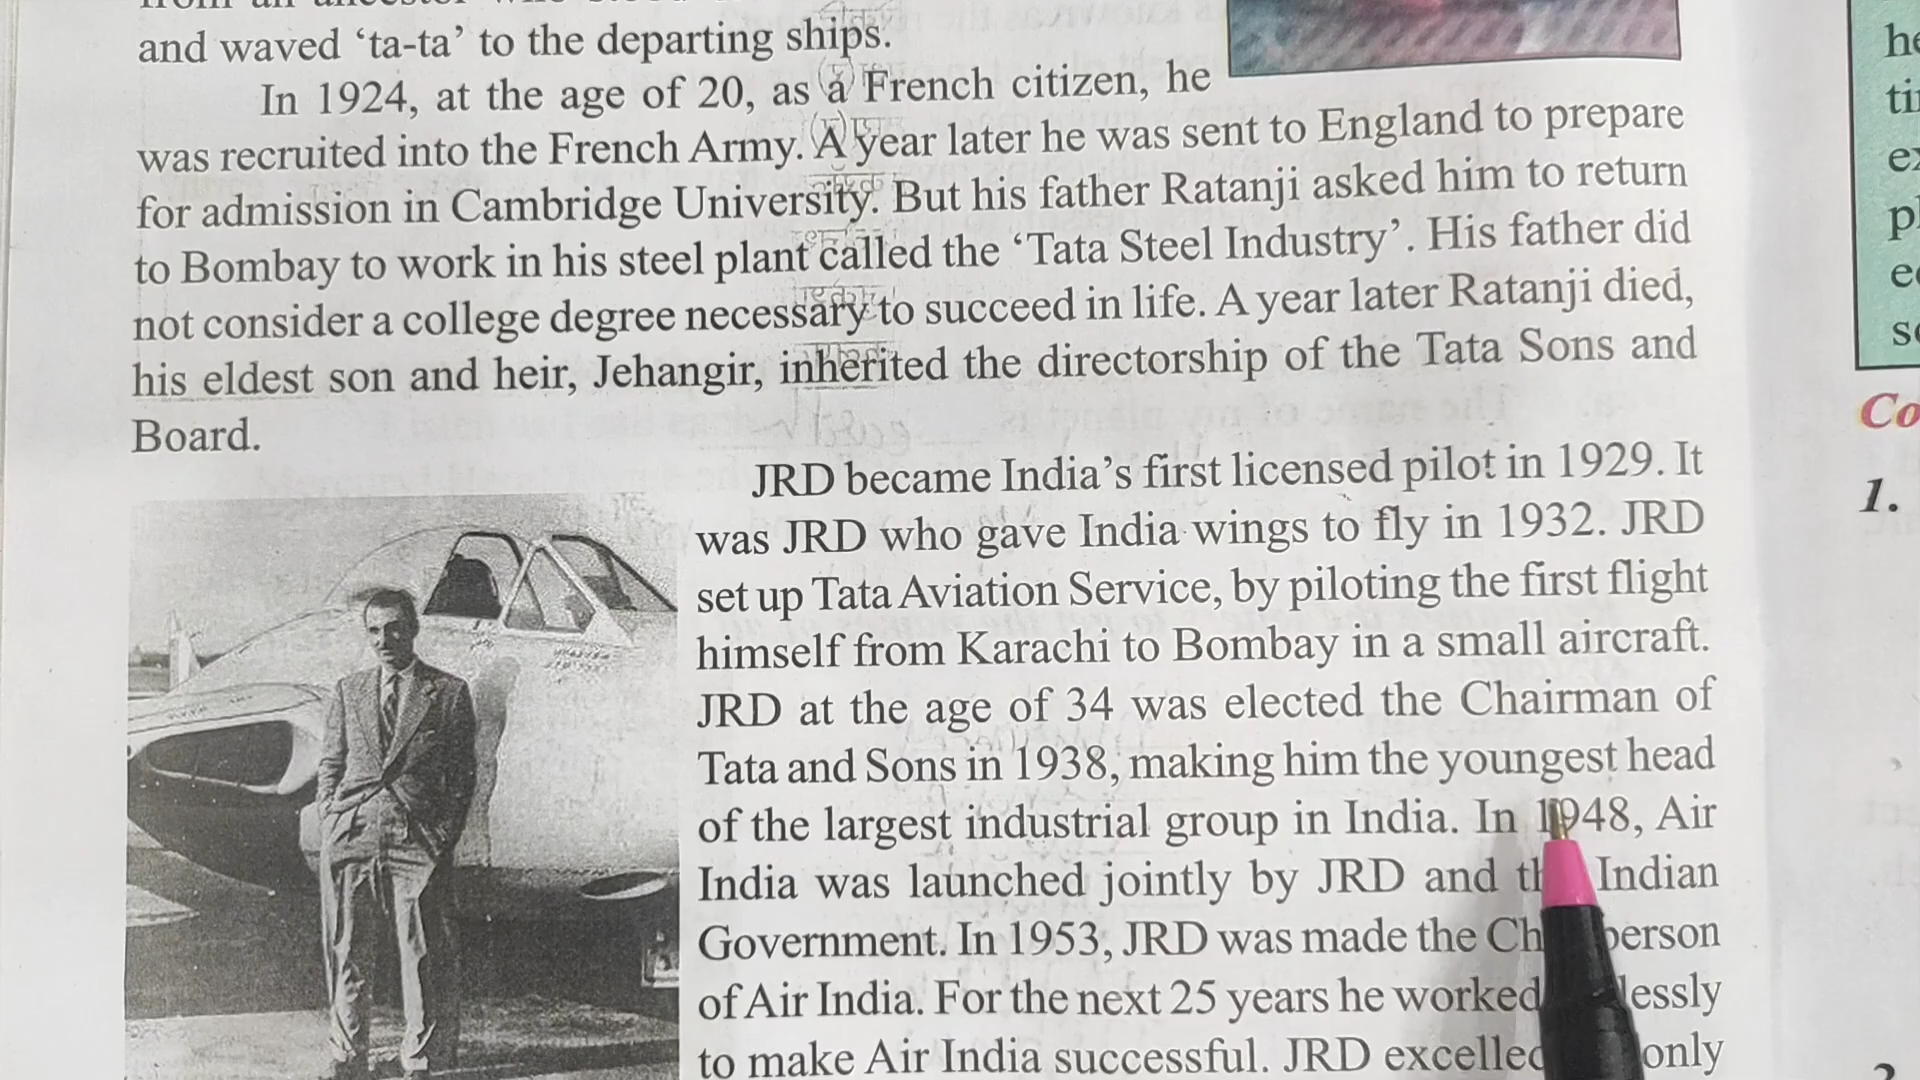 and waved ‘ta-ta’ to the departing ships.
In 1924, at the age of 20, as a French citizen, he
was recruited into the French Army. A year later he was sent to England to prepare
for admission in Cambridge University. But his father Ratanji asked him to return
to Bombay to work in his steel plant called the ‘Tata Steel Industry’. His father did
not consider a college degree necessary to succeed in life. A year later Ratanji died,
his eldest son and heir, Jehangir, inherited the directorship of the Tata Sons and
Board.
JRD became India’s first licensed pilot in 1929. It
was JRD who gave India wings to fly in 1932. JRD
set up Tata Aviation Service, by piloting the first flight
himself from Karachi to Bombay in a small aircraft.
JRD at the age of 34 was elected the Chairman of
Tata and Sons in 1938, making him the youngest head
of the largest industrial group in India. In 1948, Air
India was launched jointly by JRD and Indian
Government. In 1953, JRD was made the
of Air India. For the next 25 years he worked
to make Air India successful. JRD excelled only
Co
1.